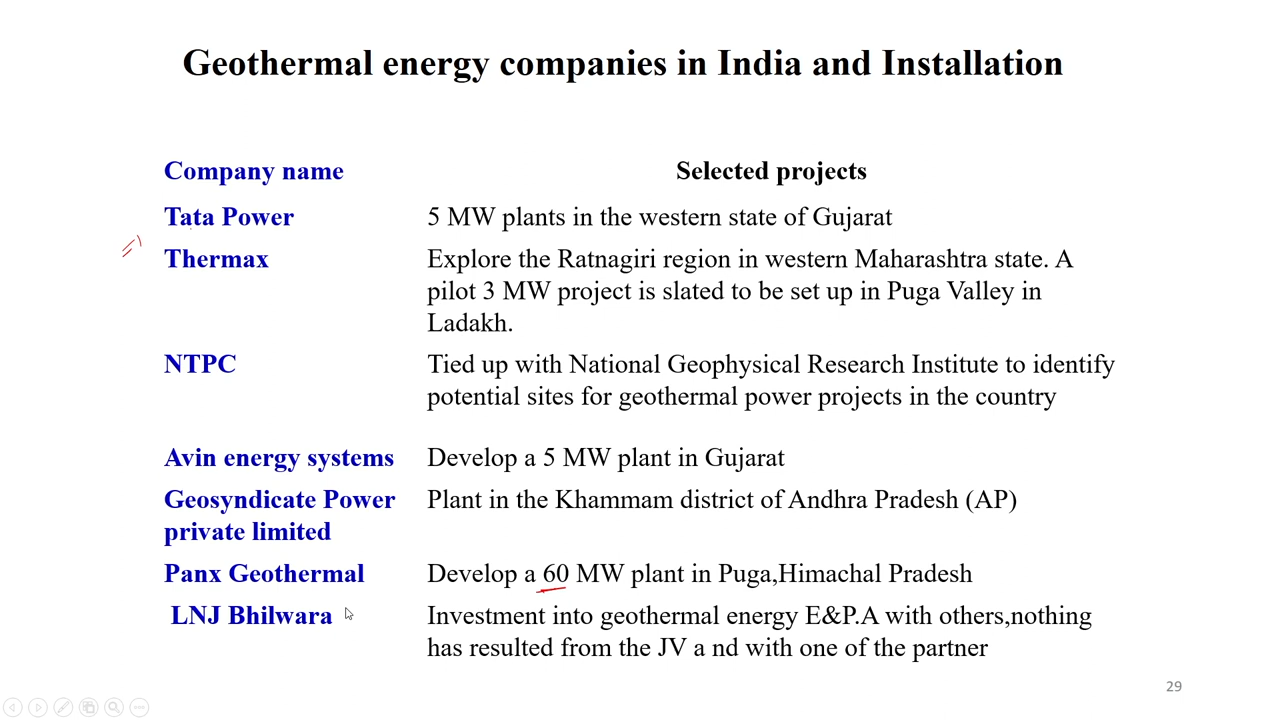 Geothermal energy companies in India and Installation
Company name Selected projects
Tata Power 5 MW plants in the western state of Gujarat
Thermax Explore the Ratnagiri region in western Maharashtra state. A
pilot 3 MW project is slated to be set up in Puga Valley in
Ladakh.
NTPC Tied up with National Geophysical Research Institute to identify
potential sites for geothermal power projects in the country
Avin energy systems Develop a 5 MW plant in Gujarat
Geosyndicate Power Plant in the Khammam district of Andhra Pradesh (AP)
private limited
Panx Geothermal Develop a 60 MW plant in Puga,Himachal Pradesh
LNJ Bhilwara Investment into geothermal energy E&P.A with others,nothing
has resulted from the JV a nd with one of the partner
29